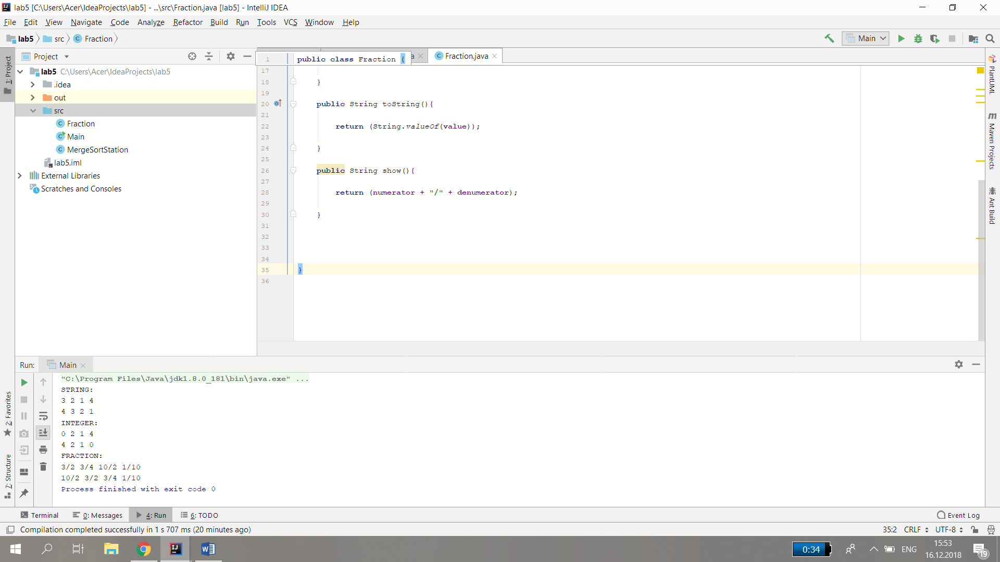 lab5 [C:\Users\Acer\IdeaProjects\lab5] - ...\src\Fraction.java [lab5] - IntelliJ IDEA
File Edit View Navigate Code Analyze Refactor Build Run Tools VCS Window Help
lab5 src Fraction
Main
1: Project
Project
lab5 C:\Users\Acer\IdeaProjects\lab5
.idea
out
src
Fraction
Main
MergeSortStation
lab5.iml
External Libraries
Scratches and Consoles
a Fraction.java
1 public class Fraction {
17
18 }
19
20 public String toString(){
21
22 return (String.valueOf(value));
23
24 }
25
26 public String show(){
27
28 return (numerator + "/" + denumerator);
29
30 }
31
32
33
34
35 }
36
PlantUML
Maven Projects
Ant Build
Run: Main
2: Favorites
7: Structure
"C:\Program Files\Java\jdk1.8.0_181\bin\java.exe" ...
STRING:
3 2 1 4
4 3 2 1
INTEGER:
0 2 1 4
4 2 1 0
FRACTION:
3/2 3/4 10/2 1/10
10/2 3/2 3/4 1/10
Process finished with exit code 0
Terminal 0: Messages 4: Run 6: TODO Event Log
Compilation completed successfully in 1 s 707 ms (20 minutes ago) 35:2 CRLF UTF-8
0:34 ENG 15:53
16.12.2018 19